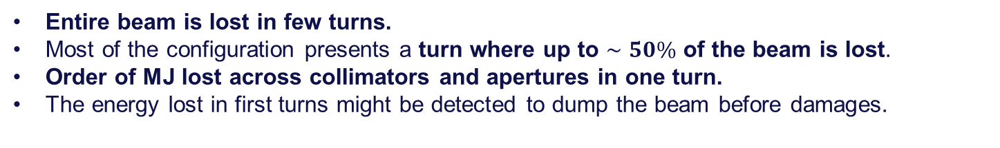 • Entire beam is lost in few turns.
• Most of the configuration presents a turn where up to ~ 50% of the beam is lost.
• Order of MJ lost across collimators and apertures in one turn.
• The energy lost in first turns might be detected to dump the beam before damages.